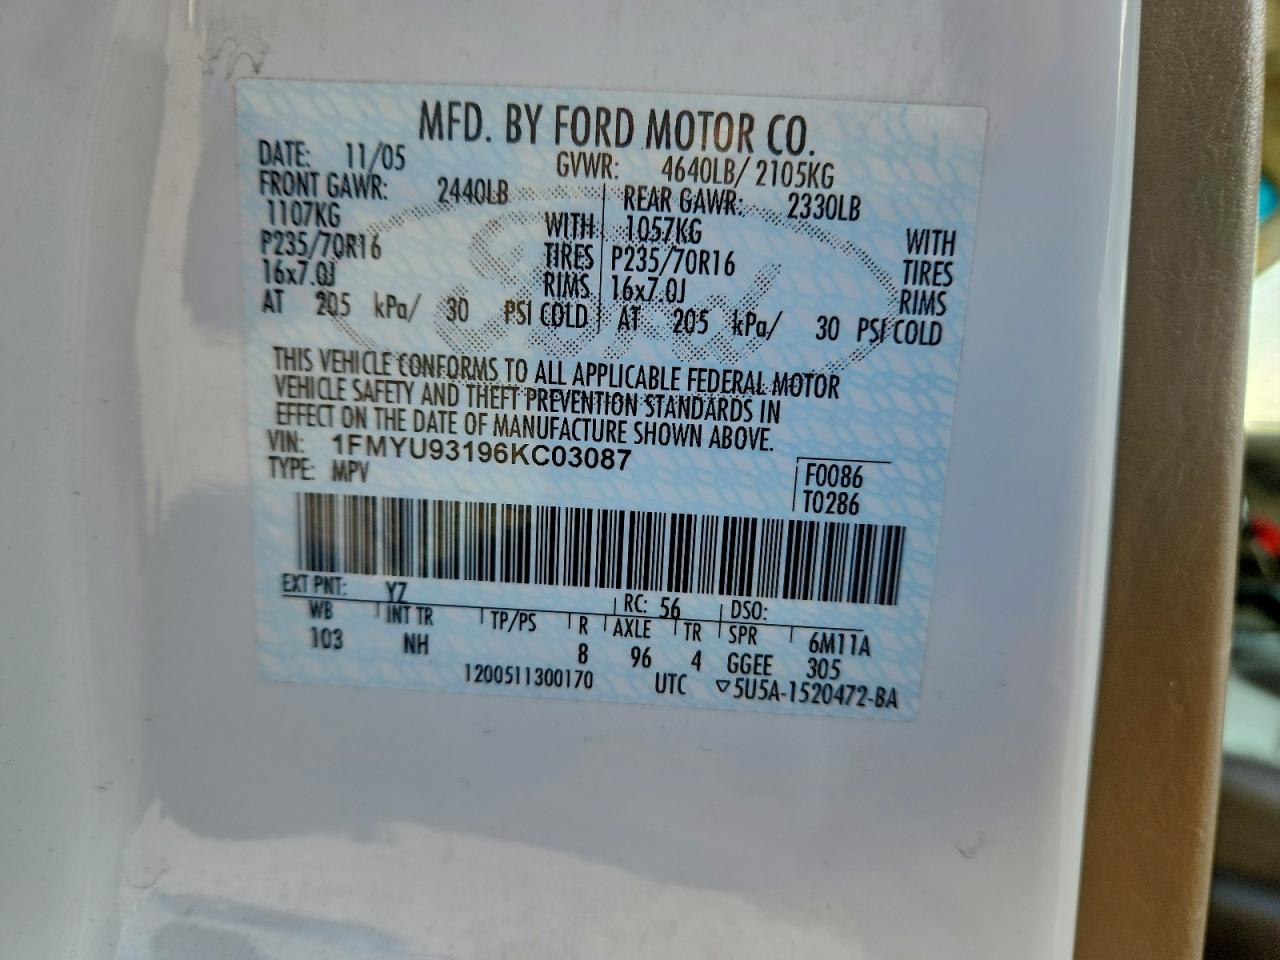 MFD. BY FORD MOTOR CO.
DATE: 11/05 GVWR: 4640LB/ 2105KG
FRONT GAWR: 2440LB REAR GAWR: 2330LB
1107KG WITH 1057KG WITH
P235/70R16 TIRES P235/70R16 TIRES
16x7.0J RIMS 16x7.0J RIMS
AT 205 kPa/ 30 PSI COLD AT 205 kPa/ 30 PSI COLD
THIS VEHICLE CONFORMS TO ALL APPLICABLE FEDERAL MOTOR
VEHICLE SAFETY AND THEFT PREVENTION STANDARDS IN
EFFECT ON THE DATE OF MANUFACTURE SHOWN ABOVE.
VIN: 1FMYU93196KC03087
TYPE: MPV
F0086
T0286
EXT PNT: YZ RC: 56 DSO:
WB INT TR TP/PS R AXLE TR SPR 6M11A
103 NH 8 96 4 GGEE 305
1200511300170 UTC ▽5U5A-1520472-BA
Ford